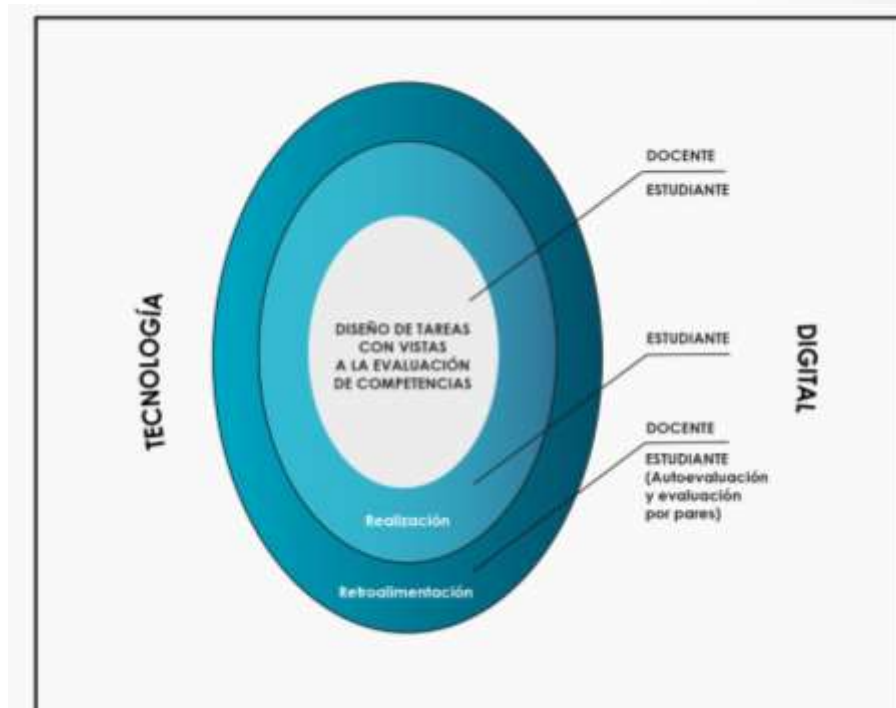 DOCENTE
ESTUDIANTE
DISEÑO DE TAREAS
CON VISTAS
A LA EVALUACIÓN
DE COMPETENCIAS
TECNOLOGÍA
DIGITAL
ESTUDIANTE
DOCENTE
ESTUDIANTE
(Autoevaluación
y evaluación
por pares)
Realización
Retroalimentación